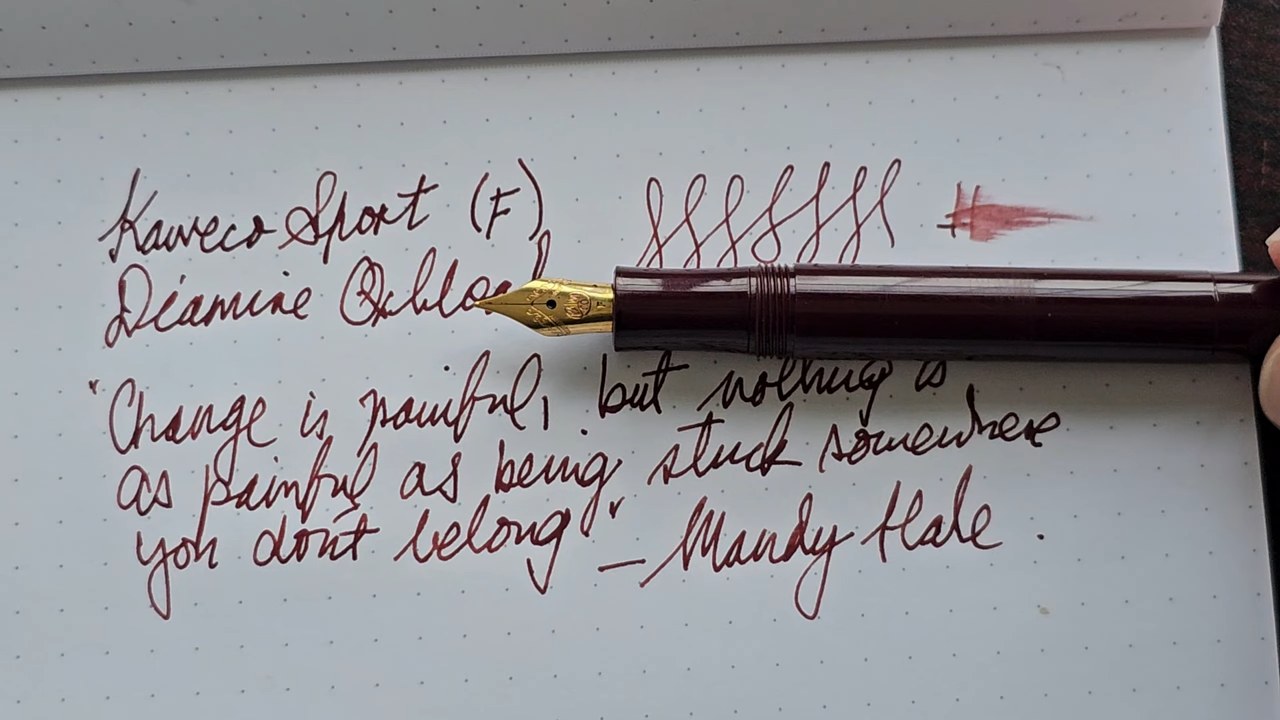 Kaweco Sport (F)
Diamine Oxblood
"Change is painful, but nothing is
as painful as being stuck somewhere
you don't belong" – Mandy Hale.